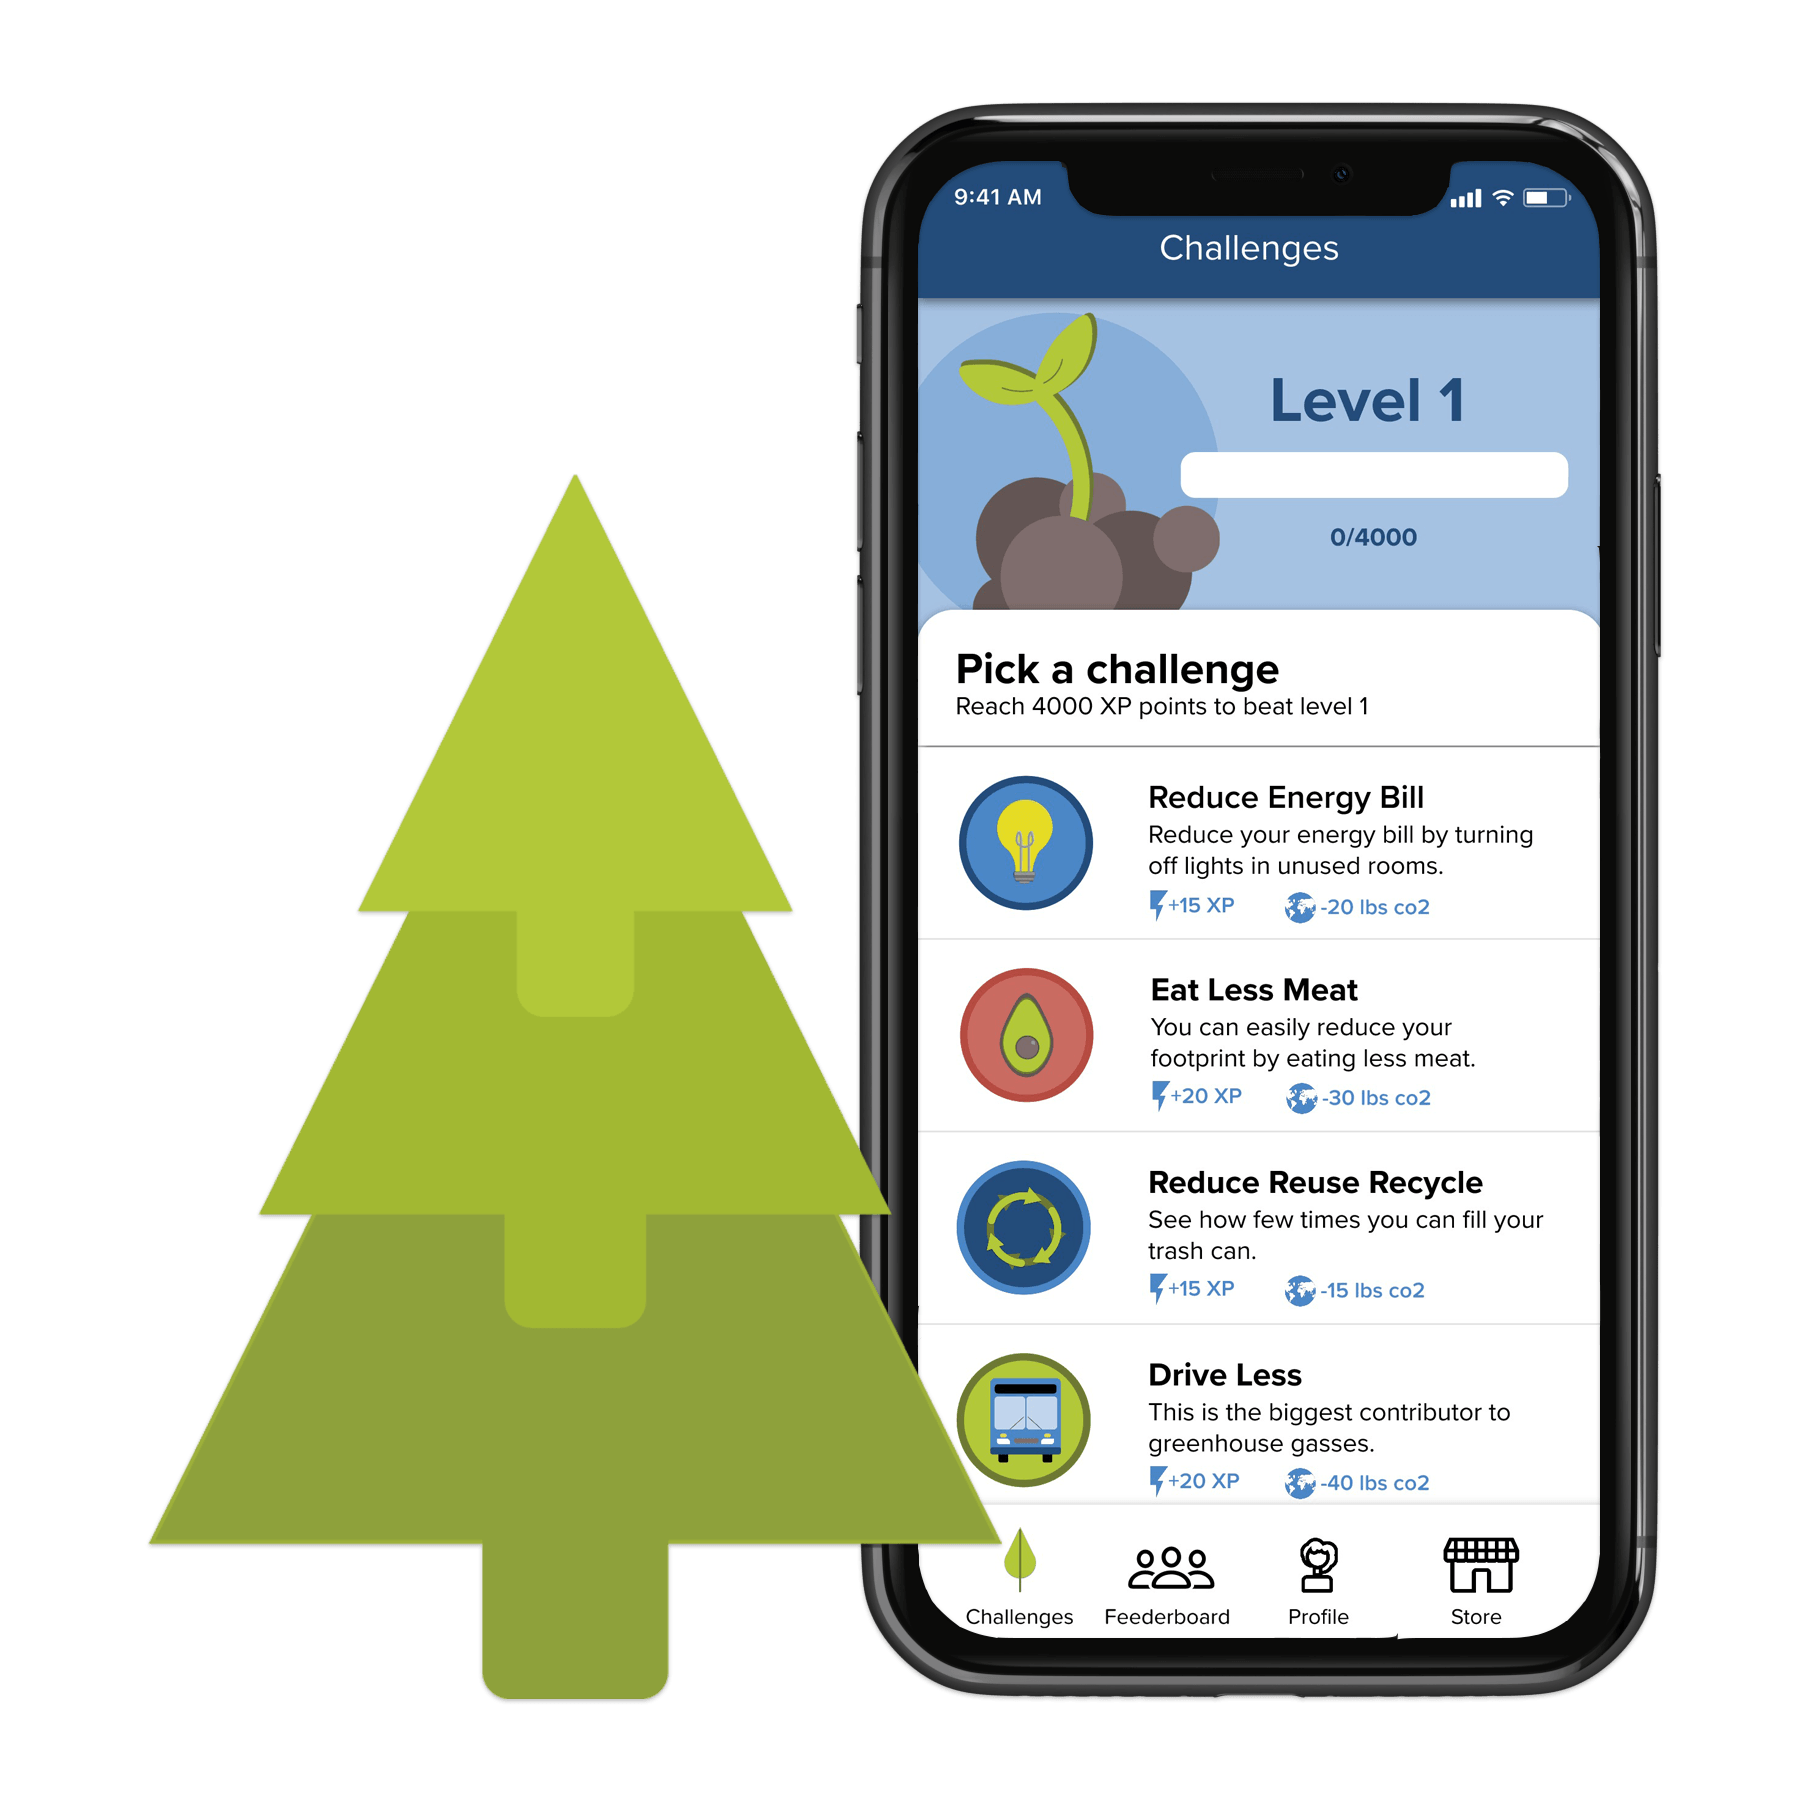 9:41 AM
Challenges
Level 1
0/4000
Pick a challenge
Reach 4000 XP points to beat level 1
Reduce Energy Bill
Reduce your energy bill by turning
off lights in unused rooms.
+15 XP -20 lbs co2
Eat Less Meat
You can easily reduce your
footprint by eating less meat.
+20 XP -30 lbs co2
Reduce Reuse Recycle
See how few times you can fill your
trash can.
+15 XP -15 lbs co2
Drive Less
This is the biggest contributor to
greenhouse gasses.
+20 XP -40 lbs co2
Challenges Feederboard Profile Store